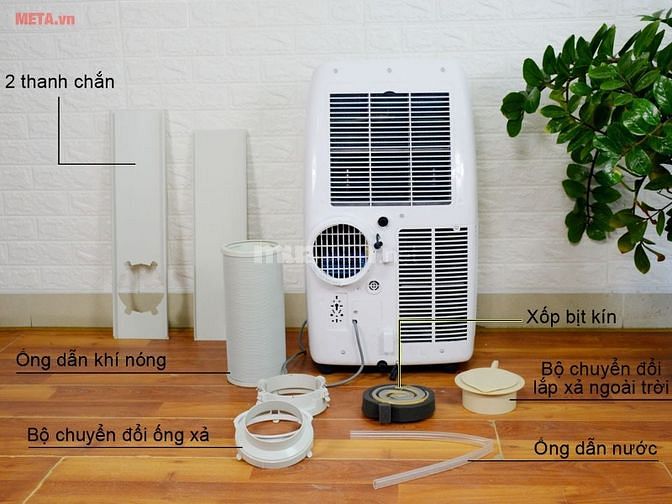 META.vn
2 thanh chắn
Xốp bịt kín
Ống dẫn khí nóng
Bộ chuyển đổi
lắp xả ngoài trời
Bộ chuyển đổi ống xả
Ống dẫn nước